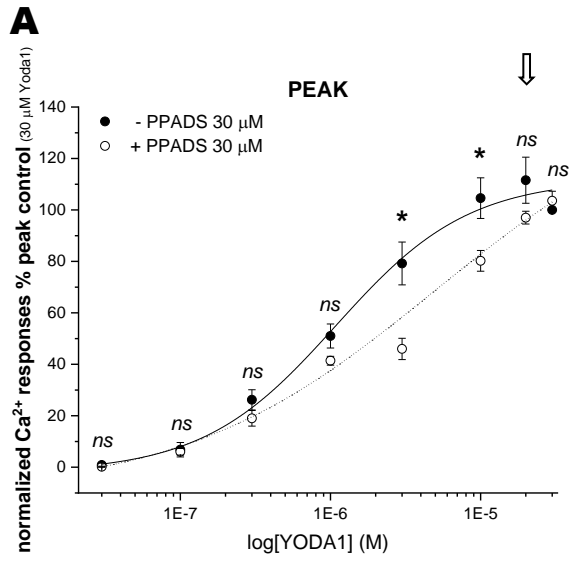 A
PEAK
- PPADS 30 μM
+ PPADS 30 μM
normalized Ca²⁺ responses % peak control (30 μM Yoda1)
140
120
100
80
60
40
20
0
ns
ns
ns
ns
*
*
ns
ns
1E-7
1E-6
1E-5
log[YODA1] (M)